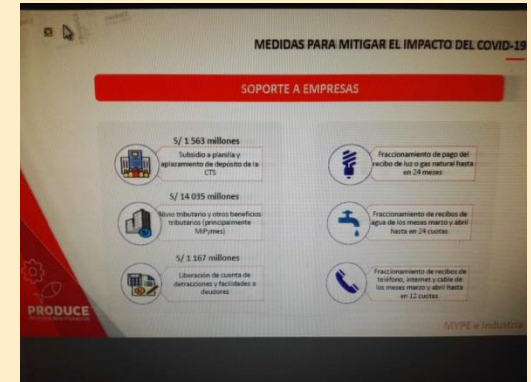 MEDIDAS PARA MITIGAR EL IMPACTO DEL COVID-19
SOPORTE A EMPRESAS
S/ 1 563 millones
Subsidio a planilla y
aplazamiento de depósito de la
CTS
S/ 14 035 millones
Alivio tributario y otros beneficios
tributarios (principalmente
MiPymes)
S/ 1 167 millones
Liberación de cuenta de
detracciones y facilidades a
deudores
Fraccionamiento de pago del
recibo de luz o gas natural hasta
en 24 meses
Fraccionamiento de recibos de
agua de los meses marzo y abril
hasta en 24 cuotas
Fraccionamiento de recibos de
teléfono, internet y cable de
los meses marzo y abril hasta
en 12 cuotas
PRODUCE
MYPE e Industria